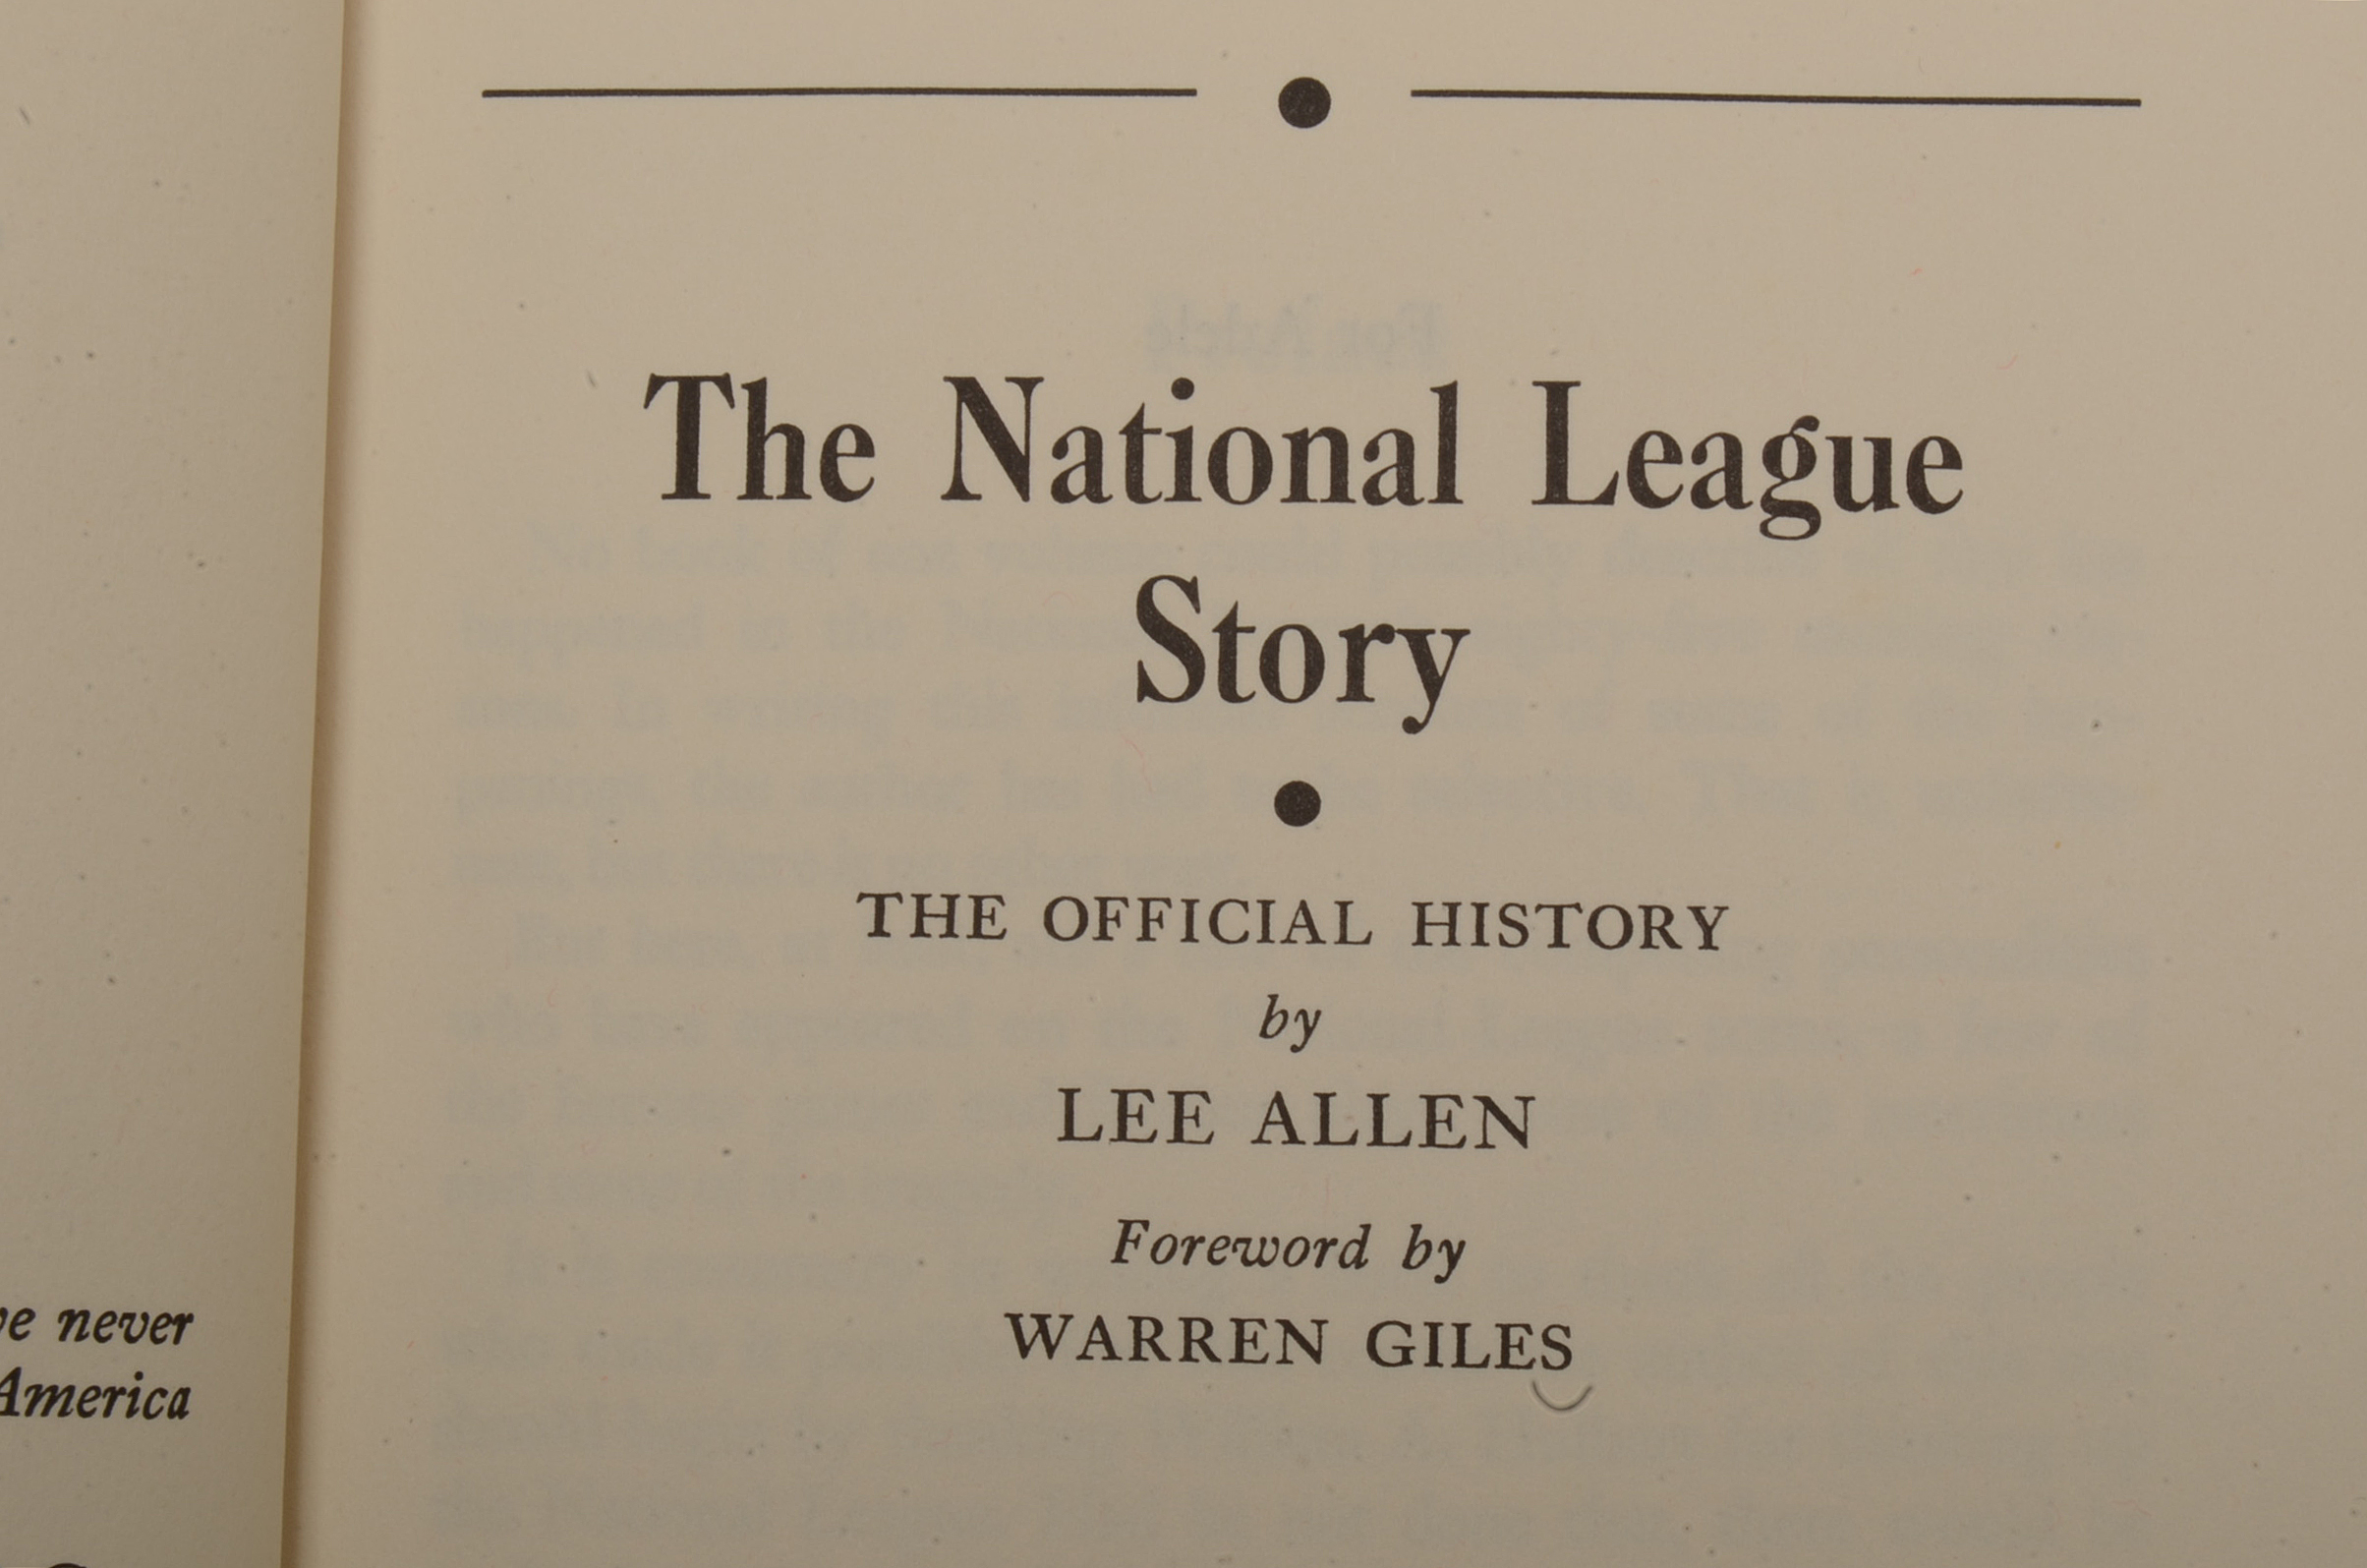 never
America
The National League
Story
THE OFFICIAL HISTORY
by
LEE ALLEN
Foreword by
WARREN GILES